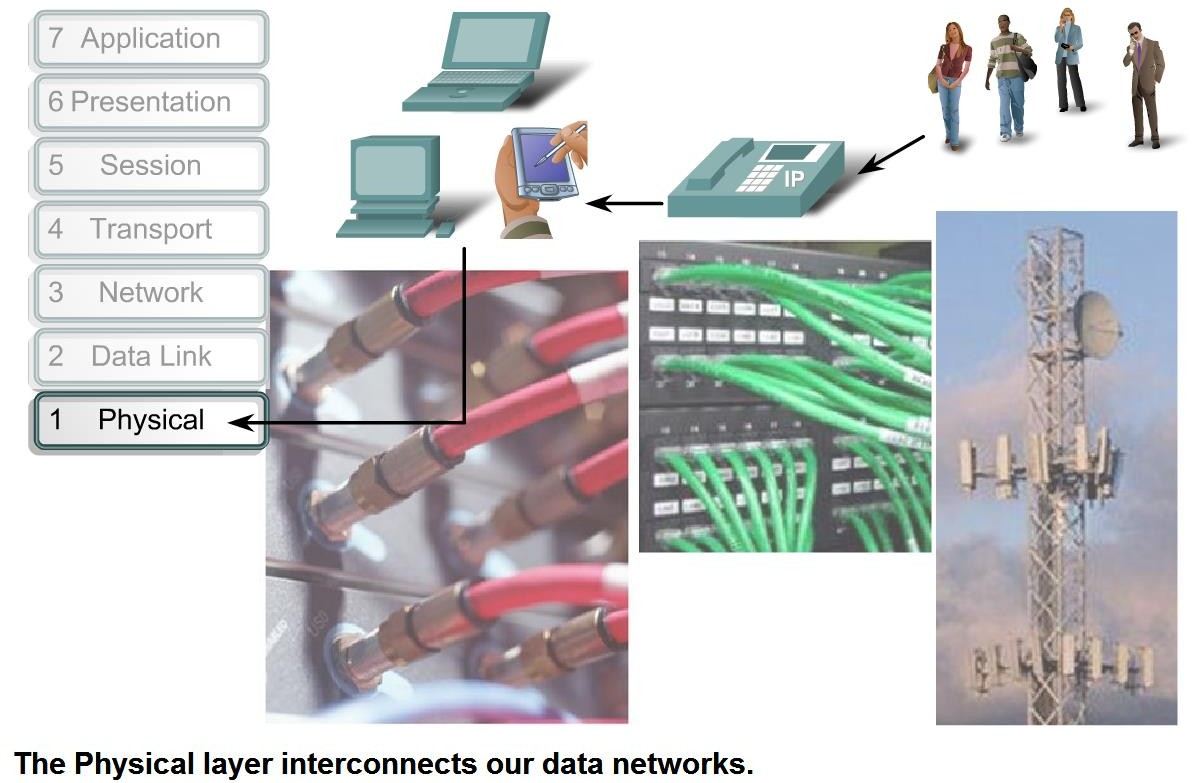 7 Application
6 Presentation
5 Session
4 Transport
3 Network
2 Data Link
1 Physical
IP
The Physical layer interconnects our data networks.